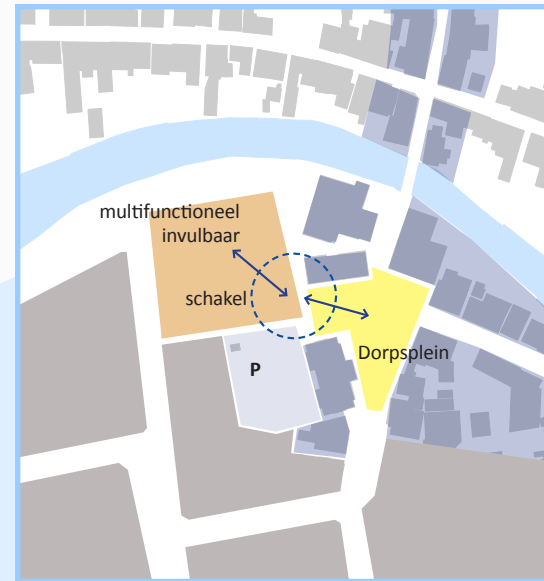 multifunctioneel
invulbaar
schakel
Dorpsplein
P